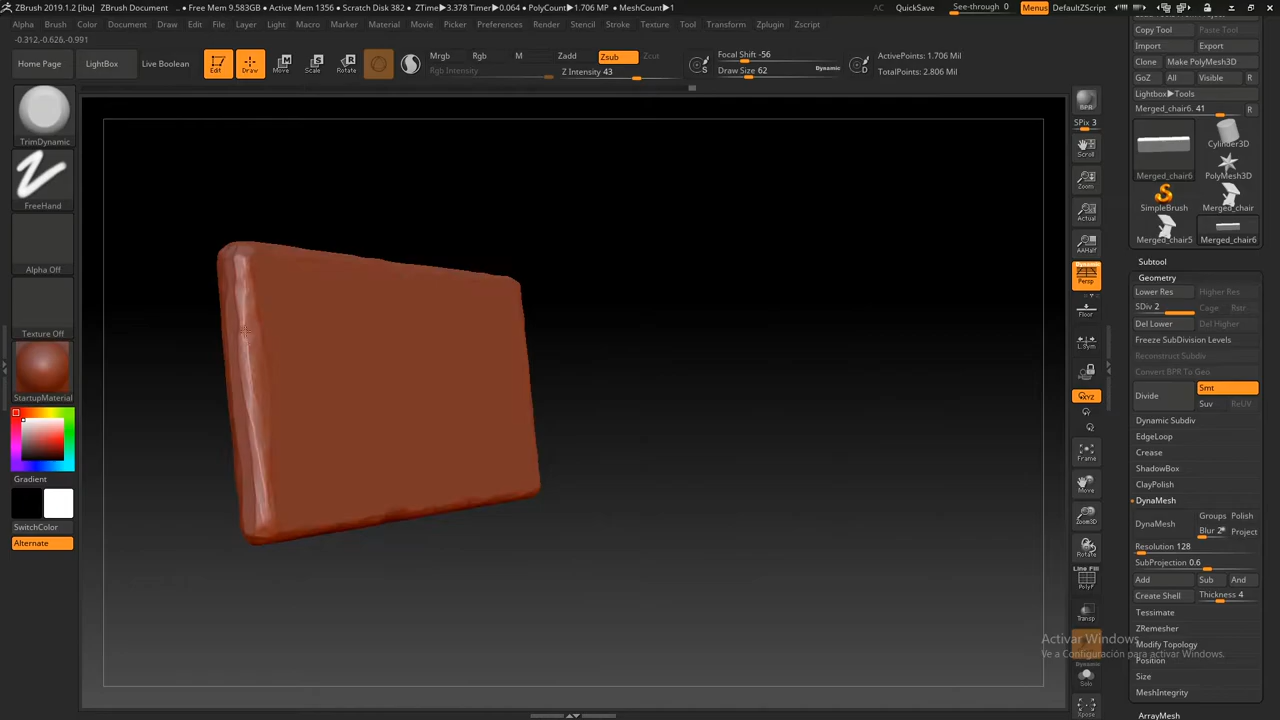 ZBrush 2019.1.2 [ibu] ZBrush Document .. • Free Mem 9.583GB • Active Mem 1356 • Scratch Disk 382 • ZTime▶3.378 Timer▶0.064 • PolyCount▶1.706 MP • MeshCount▶1
AC QuickSave See-through 0 Menus DefaultZScript
Alpha Brush Color Document Draw Edit File Layer Light Macro Marker Material Movie Picker Preferences Render Stencil Stroke Texture Tool Transform Zplugin Zscript
-0.312,-0.626,-0.991
Home Page LightBox Live Boolean
Edit Draw Move Scale Rotate
Mrgb Rgb M Zadd Zsub Zcut
Rgb Intensity Z Intensity 43
Focal Shift -56
Draw Size 62 Dynamic
S
D
ActivePoints: 1.706 Mil
TotalPoints: 2.806 Mil
TrimDynamic
FreeHand
Alpha Off
Texture Off
StartupMaterial
Gradient
SwitchColor
Alternate
BPR
SPix 3
Scroll
Zoom
Actual
AAHalf
Dynamic
Persp
Floor
L.Sym
XYZ
Frame
Move
Zoom3D
Rotate
Line Fill
PolyF
Transp
Dynamic
Solo
Xpose
Copy Tool Paste Tool
Import Export
Clone Make PolyMesh3D
GoZ All Visible R
Lightbox▶Tools
Merged_chair6. 41 R
Merged_chair6 Cylinder3D
PolyMesh3D
SimpleBrush Merged_chair
Merged_chair5 Merged_chair6
Subtool
Geometry
Lower Res Higher Res
SDiv 2 Cage Rstr
Del Lower Del Higher
Freeze SubDivision Levels
Reconstruct Subdiv
Convert BPR To Geo
Divide Smt
Suv ReUV
Dynamic Subdiv
EdgeLoop
Crease
ShadowBox
ClayPolish
DynaMesh
DynaMesh Groups Polish
Blur 2 Project
Resolution 128
SubProjection 0.6
Add Sub And
Create Shell Thickness 4
Tessimate
ZRemesher
Modify Topology
Position
Size
MeshIntegrity
ArrayMesh
Activar Windows
Ve a Configuración para activar Windows.